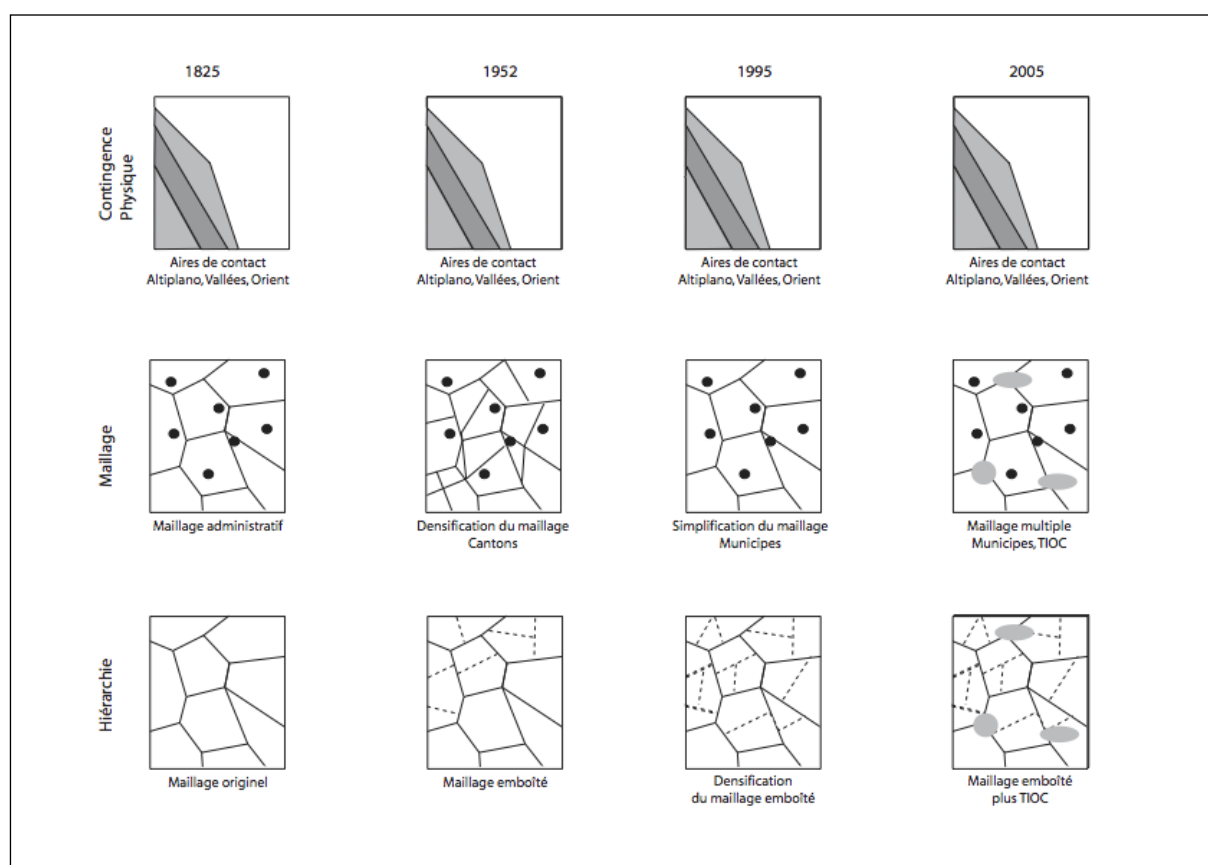 1825
1952
1995
2005
Contingence
Physique
Aires de contact
Altiplano, Vallées, Orient
Aires de contact
Altiplano, Vallées, Orient
Aires de contact
Altiplano, Vallées, Orient
Aires de contact
Altiplano, Vallées, Orient
Maillage
Maillage administratif
Densification du maillage
Cantons
Simplification du maillage
Municipes
Maillage multiple
Municipes, TIOC
Hiérarchie
Maillage originel
Maillage emboîté
Densification
du maillage emboîté
Maillage emboîté
plus TIOC